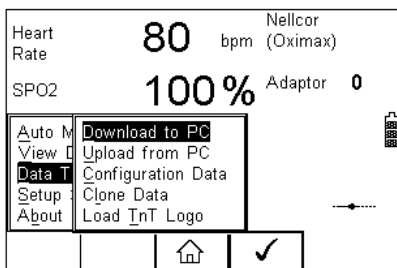 Heart Rate 80 bpm Nellcor (Oximax)
SPO2 100% Adaptor 0
Auto M
View D
Data T
Setup
About
Download to PC
Upload from PC
Configuration Data
Clone Data
Load TnT Logo